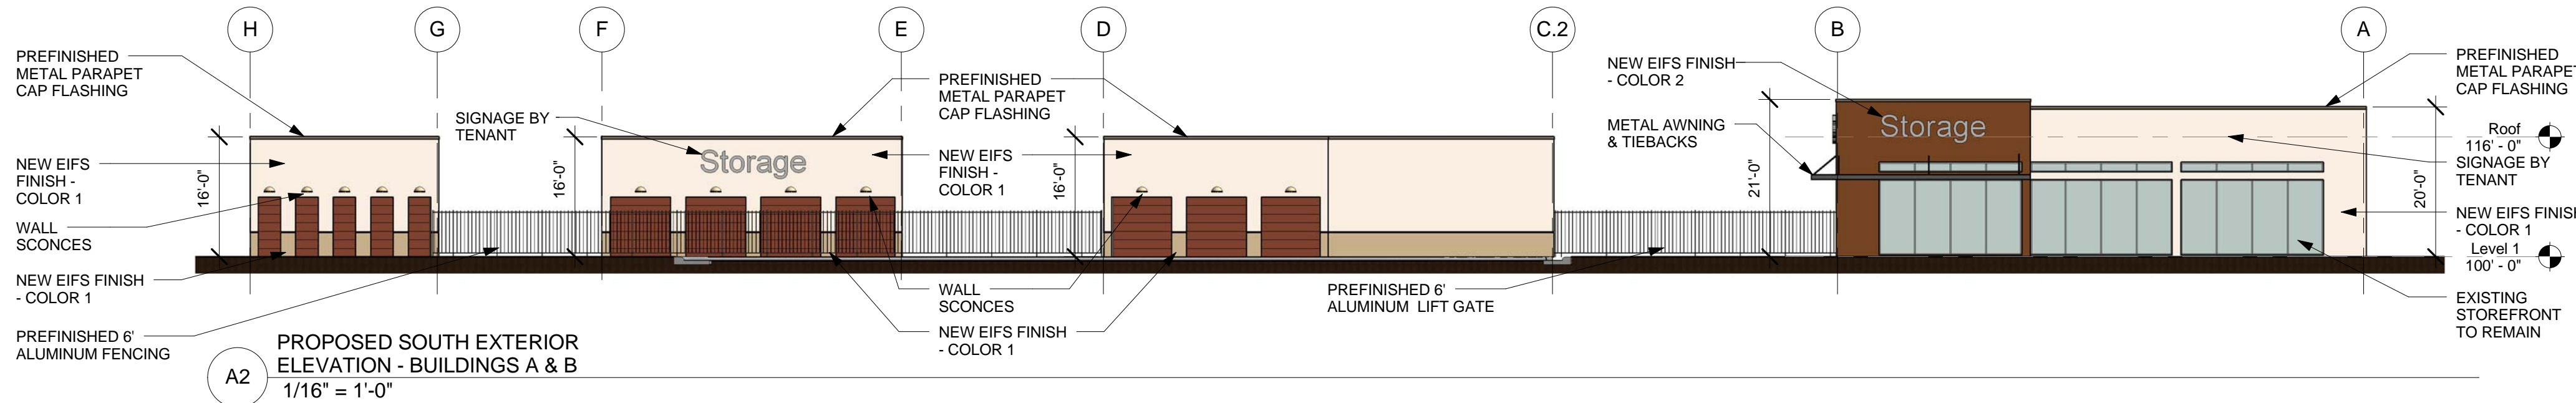 H
G
F
E
D
C.2
B
A
PREFINISHED
METAL PARAPET
CAP FLASHING
NEW EIFS
FINISH -
COLOR 1
WALL
SCONCES
NEW EIFS FINISH
- COLOR 1
PREFINISHED 6'
ALUMINUM FENCING
16'-0"
SIGNAGE BY
TENANT
16'-0"
Storage
PREFINISHED
METAL PARAPET
CAP FLASHING
NEW EIFS
FINISH -
COLOR 1
16'-0"
WALL
SCONCES
NEW EIFS FINISH
- COLOR 1
PREFINISHED 6'
ALUMINUM LIFT GATE
NEW EIFS FINISH
- COLOR 2
METAL AWNING
& TIEBACKS
21'-0"
Storage
20'-0"
PREFINISHED
METAL PARAPET
CAP FLASHING
Roof
116' - 0"
SIGNAGE BY
TENANT
NEW EIFS FINISH
- COLOR 1
Level 1
100' - 0"
EXISTING
STOREFRONT
TO REMAIN
A2
PROPOSED SOUTH EXTERIOR
ELEVATION - BUILDINGS A & B
1/16" = 1'-0"